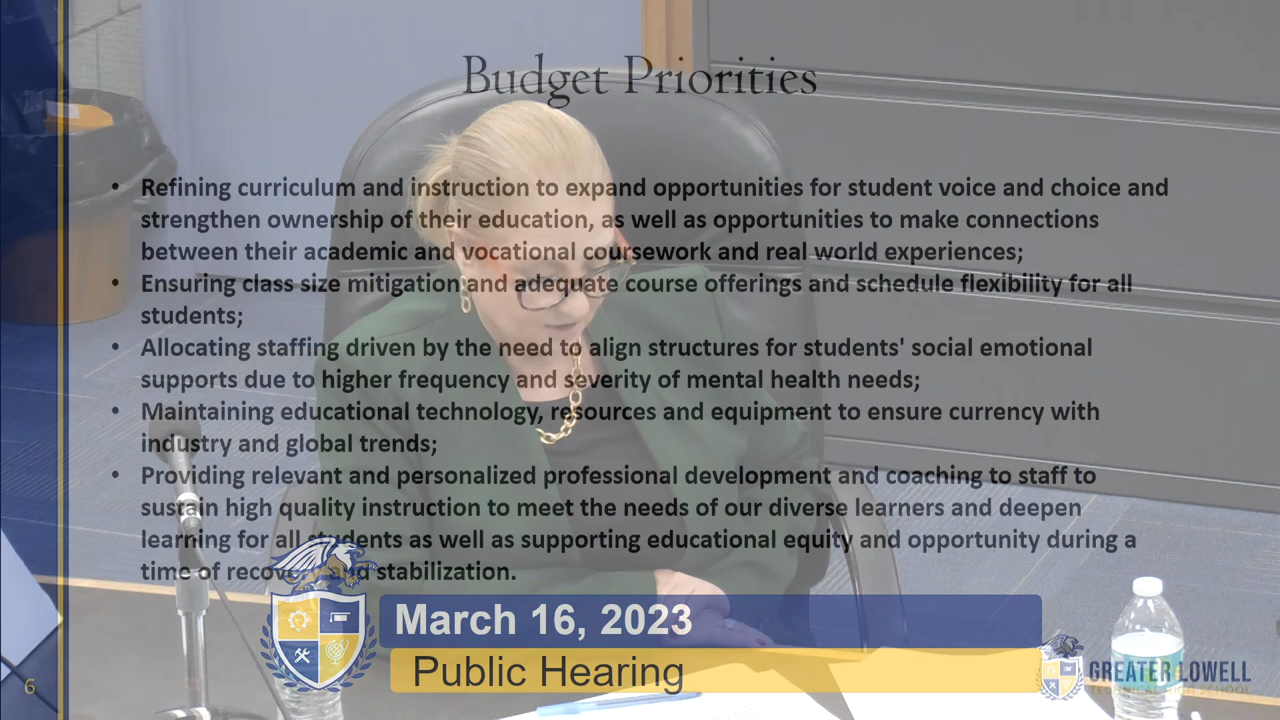 Budget Priorities
• Refining curriculum and instruction to expand opportunities for student voice and choice and
strengthen ownership of their education, as well as opportunities to make connections
between their academic and vocational coursework and real world experiences;
• Ensuring class size mitigation and adequate course offerings and schedule flexibility for all
students;
• Allocating staffing driven by the need to align structures for students' social emotional
supports due to higher frequency and severity of mental health needs;
• Maintaining educational technology, resources and equipment to ensure currency with
industry and global trends;
• Providing relevant and personalized professional development and coaching to staff to
sustain high quality instruction to meet the needs of our diverse learners and deepen
learning for all students as well as supporting educational equity and opportunity during a
time of recovery and stabilization.
March 16, 2023
Public Hearing
6
GREATER LOWELL
TECHNICAL HIGH SCHOOL